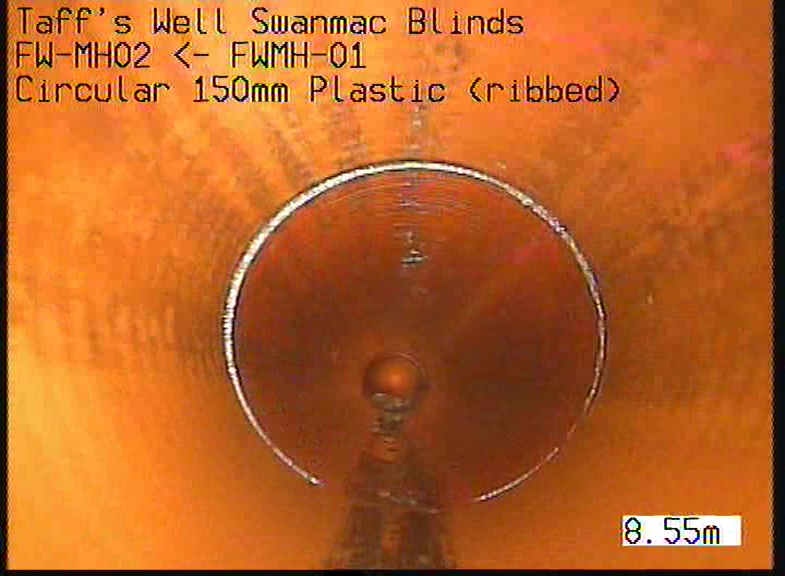 Taff's Well Swanmac Blinds
FW-MH02 <- FWMH-01
Circular 150mm Plastic (ribbed)
8.55m